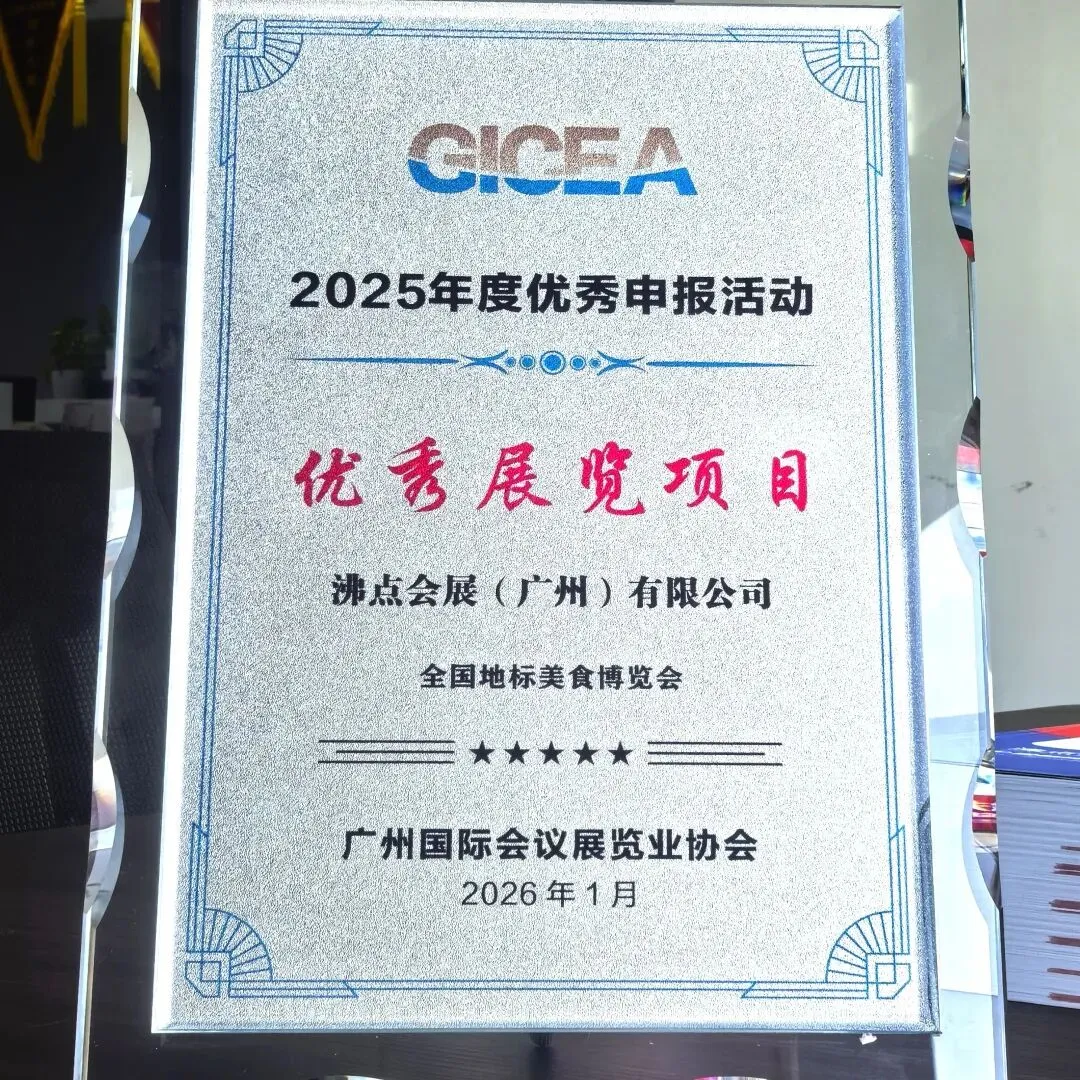 GICEA
2025年度优秀申报活动
优秀展览项目
沸点会展（广州）有限公司
全国地标美食博览会
★★★★★
广州国际会议展览业协会
2026年1月